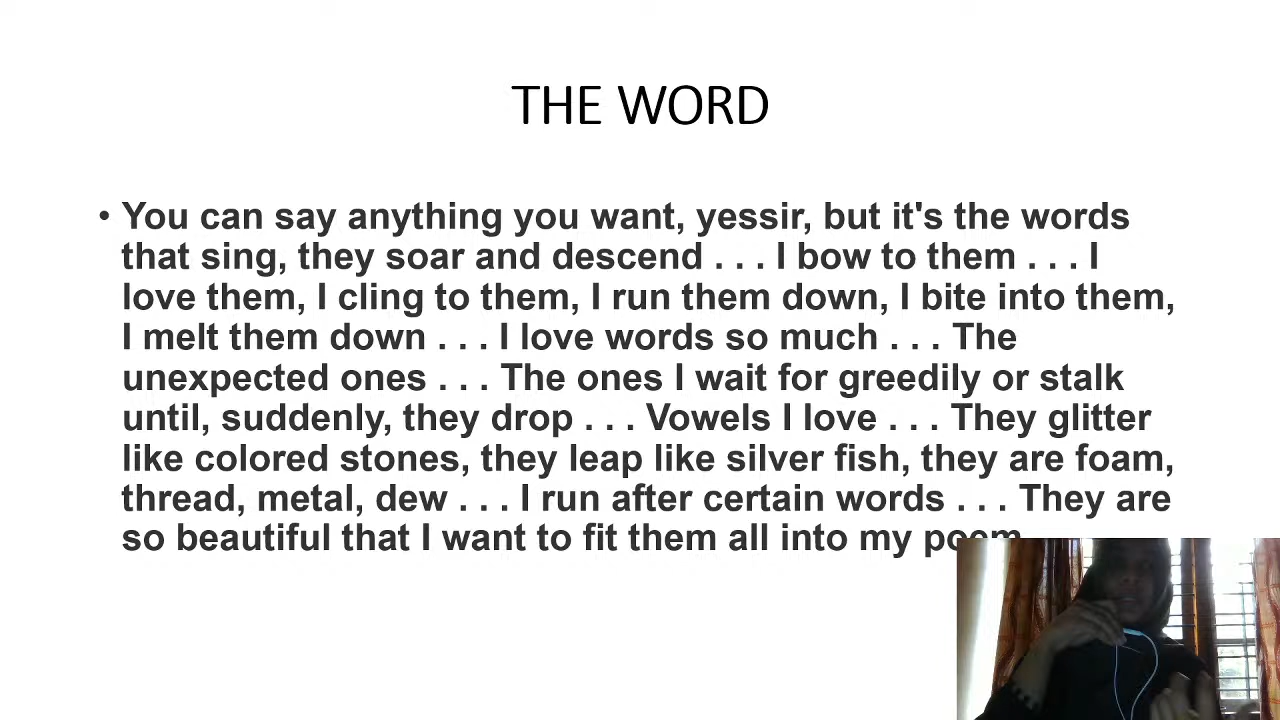 THE WORD
• You can say anything you want, yessir, but it's the words
that sing, they soar and descend . . . I bow to them . . . I
love them, I cling to them, I run them down, I bite into them,
I melt them down . . . I love words so much . . . The
unexpected ones . . . The ones I wait for greedily or stalk
until, suddenly, they drop . . . Vowels I love . . . They glitter
like colored stones, they leap like silver fish, they are foam,
thread, metal, dew . . . I run after certain words . . . They are
so beautiful that I want to fit them all into my poem